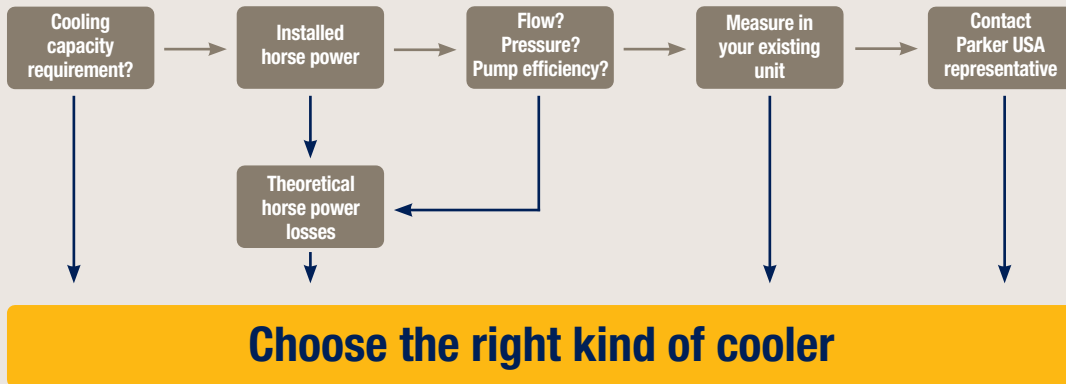 Cooling
capacity
requirement?
Installed
horse power
Flow?
Pressure?
Pump efficiency?
Measure in
your existing
unit
Contact
Parker USA
representative
Theoretical
horse power
losses
Choose the right kind of cooler